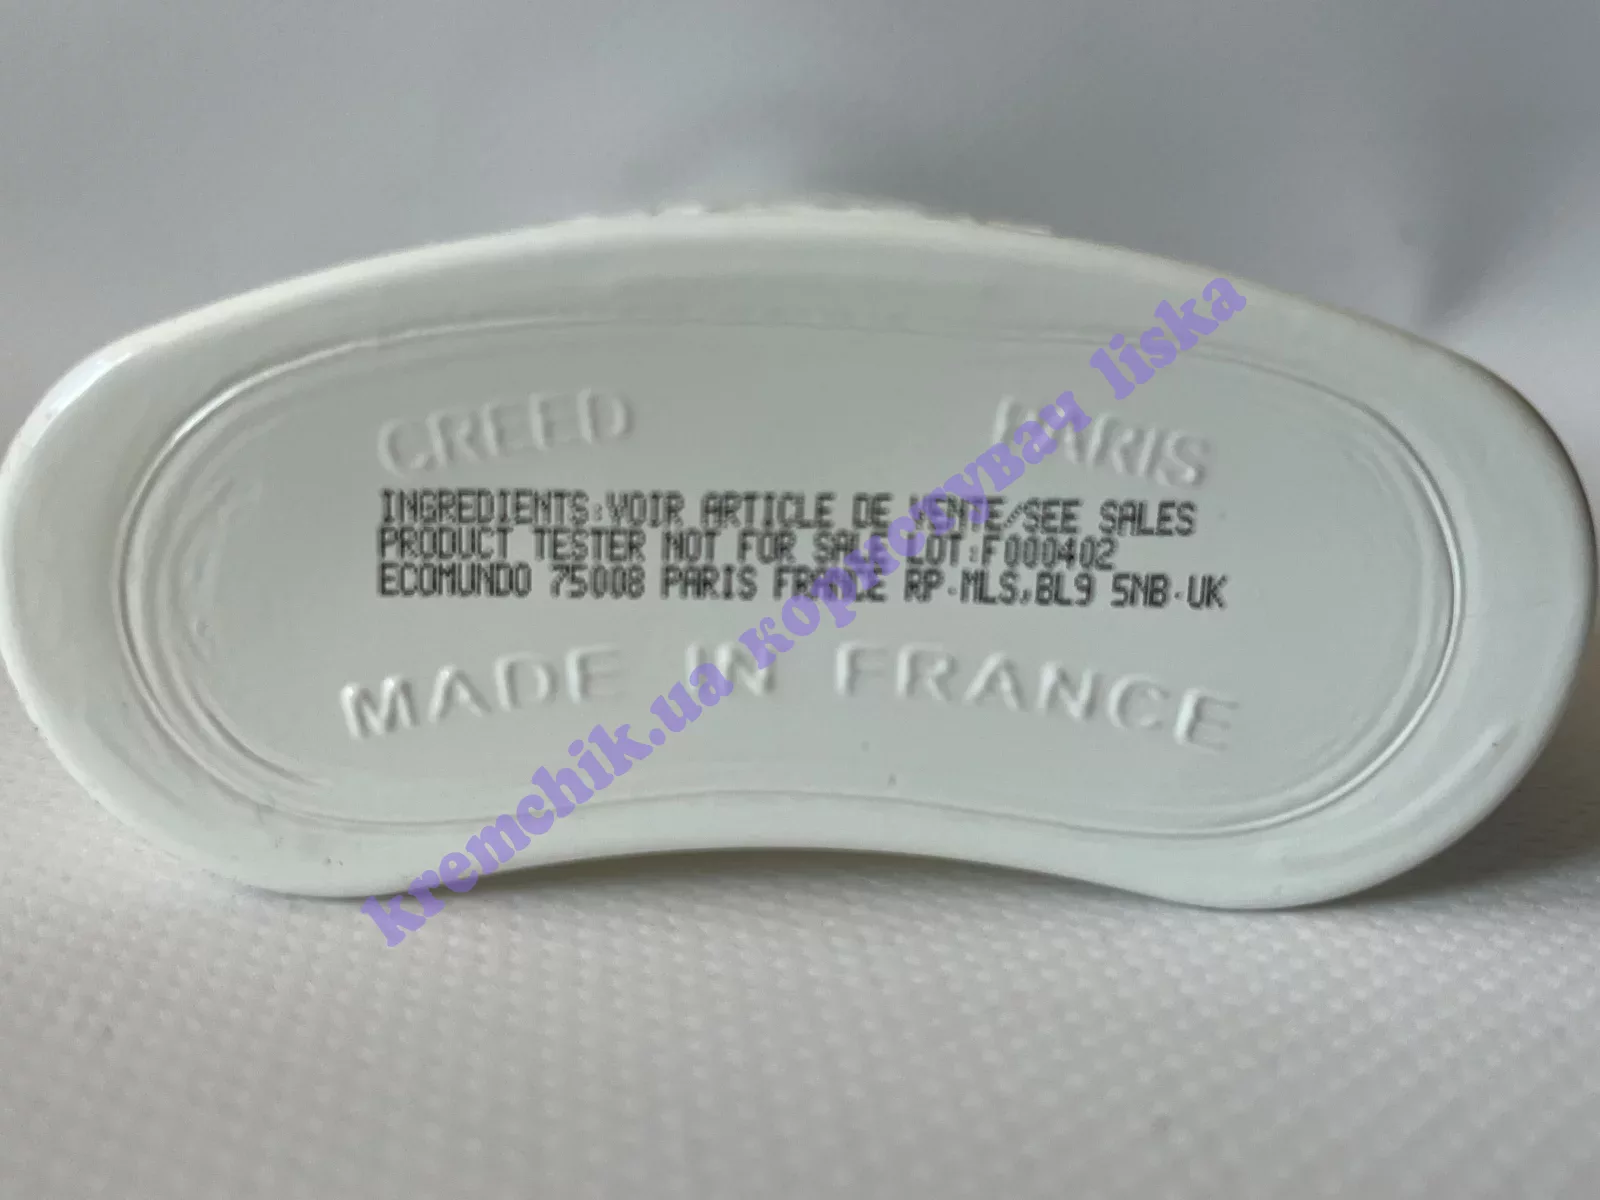 CREED PARIS
INGREDIENTS:VOIR ARTICLE DE VENTE/SEE SALES
PRODUCT TESTER NOT FOR SALE LOT:F000402
ECOMUNDO 75008 PARIS FRANCE RP-MLS,BL9 5NB-UK
MADE IN FRANCE
kremchik.ua користувач liska